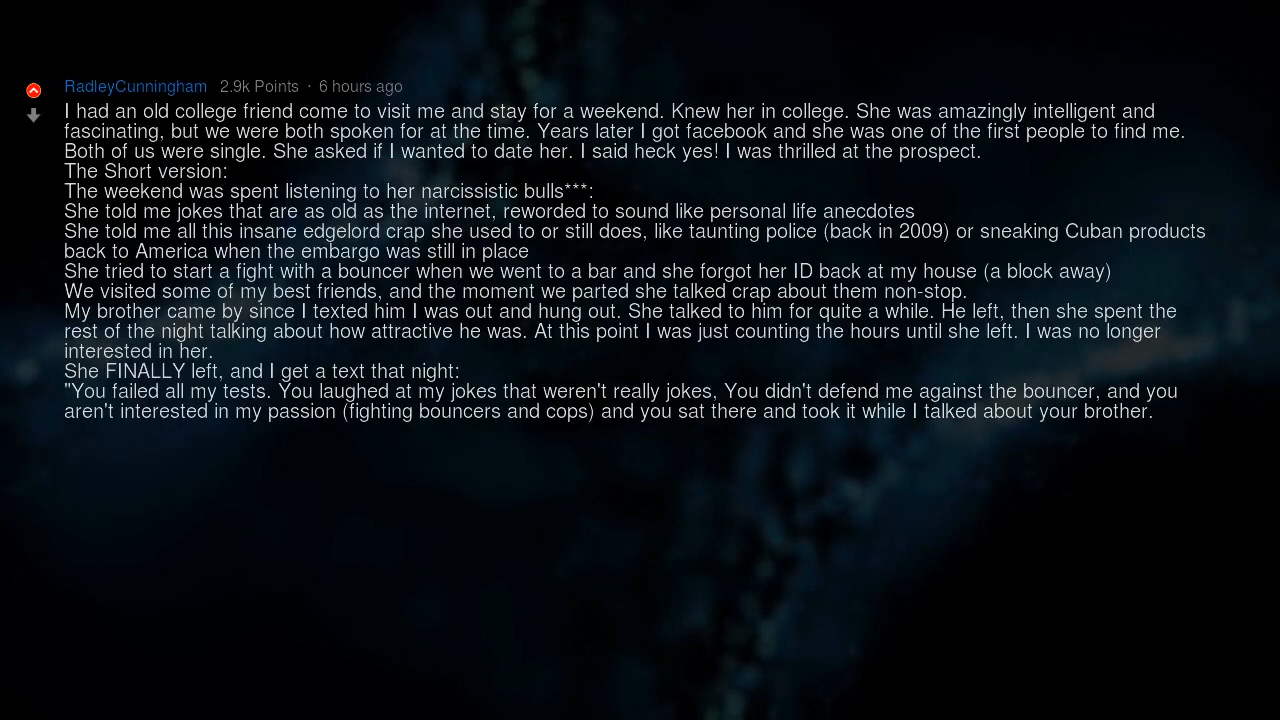 RadleyCunningham 2.9k Points · 6 hours ago
I had an old college friend come to visit me and stay for a weekend. Knew her in college. She was amazingly intelligent and
fascinating, but we were both spoken for at the time. Years later I got facebook and she was one of the first people to find me.
Both of us were single. She asked if I wanted to date her. I said heck yes! I was thrilled at the prospect.
The Short version:
The weekend was spent listening to her narcissistic bulls***:
She told me jokes that are as old as the internet, reworded to sound like personal life anecdotes
She told me all this insane edgelord crap she used to or still does, like taunting police (back in 2009) or sneaking Cuban products
back to America when the embargo was still in place
She tried to start a fight with a bouncer when we went to a bar and she forgot her ID back at my house (a block away)
We visited some of my best friends, and the moment we parted she talked crap about them non-stop.
My brother came by since I texted him I was out and hung out. She talked to him for quite a while. He left, then she spent the
rest of the night talking about how attractive he was. At this point I was just counting the hours until she left. I was no longer
interested in her.
She FINALLY left, and I get a text that night:
"You failed all my tests. You laughed at my jokes that weren't really jokes, You didn't defend me against the bouncer, and you
aren't interested in my passion (fighting bouncers and cops) and you sat there and took it while I talked about your brother.